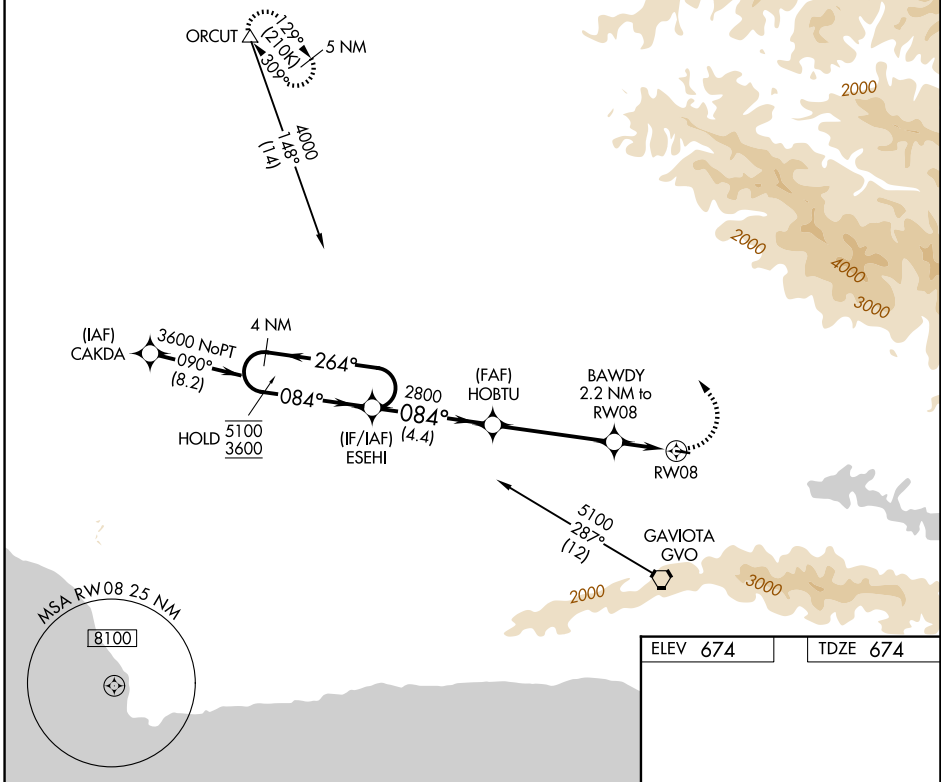 ORCUT
129°
(210K)
309°
5 NM
4000
148°
(14)
2000
2000
4000
3000
(IAF)
CAKDA
3600 NoPT
090°
(8.2)
4 NM
264°
084°
HOLD
5100
3600
(IF/IAF)
ESEHI
2800
084°
(4.4)
(FAF)
HOBTU
BAWDY
2.2 NM to
RW08
RW08
5100
287°
(12)
GAVIOTA
GVO
2000
3000
MSA RW08 25 NM
8100
ELEV 674
TDZE 674